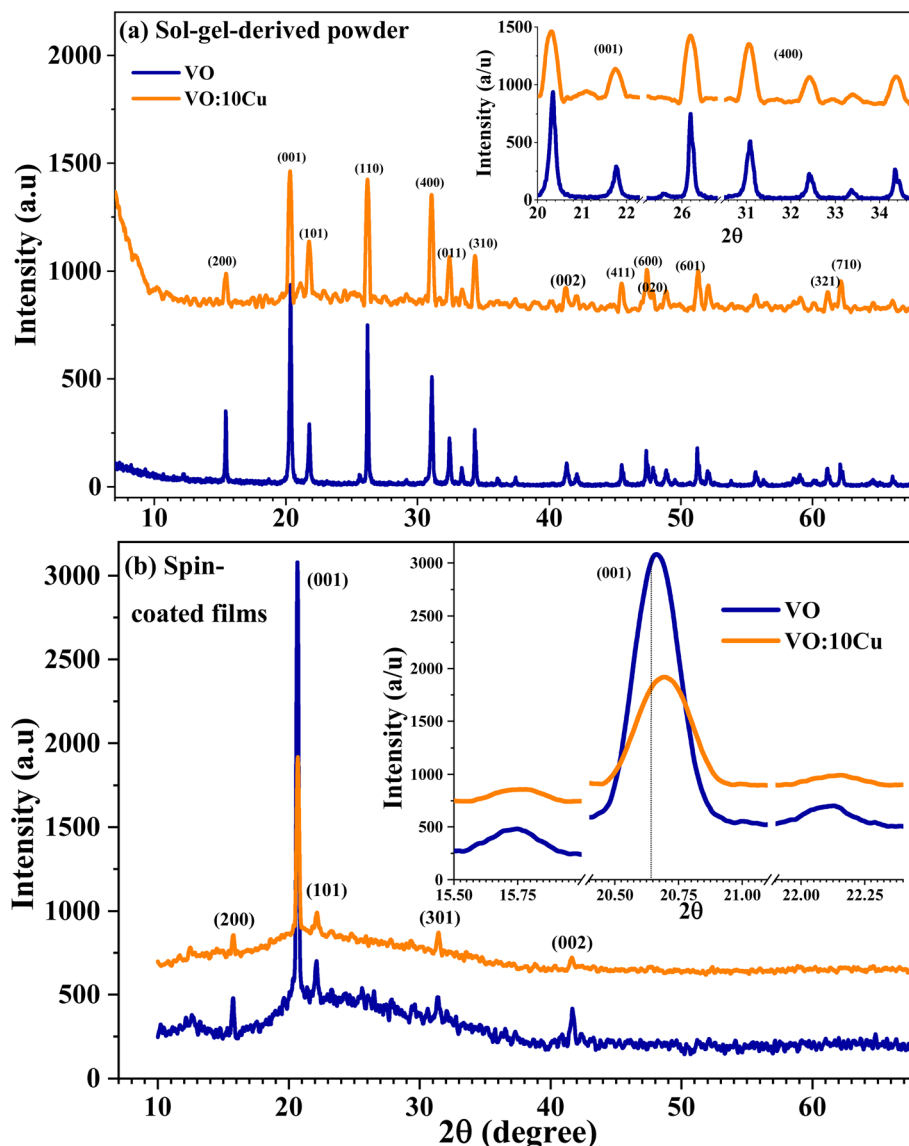 (a) Sol-gel-derived powder
VO
VO:10Cu
2000
1500
1000
500
0
Intensity (a.u)
(200)
(001)
(101)
(110)
(400)
(011)
(310)
(002)
(411)
(600)
(020)
(601)
(321)
(710)
10 20 30 40 50 60
1500
1000
500
0
Intensity (a/u)
(001)
(400)
20 21 22 26 31 32 33 34
2θ
(b) Spin-
coated films
3000
2500
2000
1500
1000
500
0
Intensity (a.u)
(001)
(200)
(101)
(301)
(002)
10 20 30 40 50 60
2θ (degree)
3000
2500
2000
1500
1000
500
0
Intensity (a/u)
(001)
VO
VO:10Cu
15.50 15.75 20.50 20.75 21.00 22.00 22.25
2θ